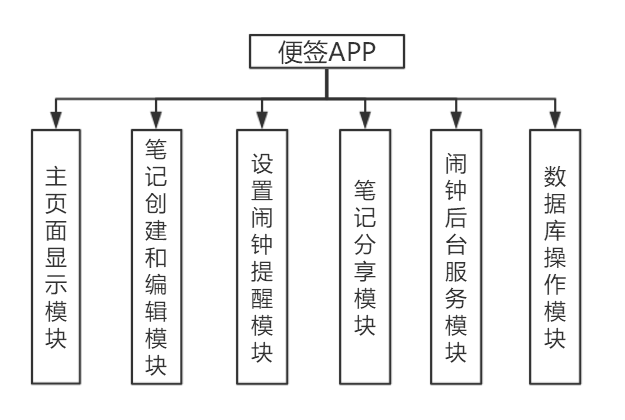 便签APP
主页面显示模块
笔记创建和编辑模块
设置闹钟提醒模块
笔记分享模块
闹钟后台服务模块
数据库操作模块